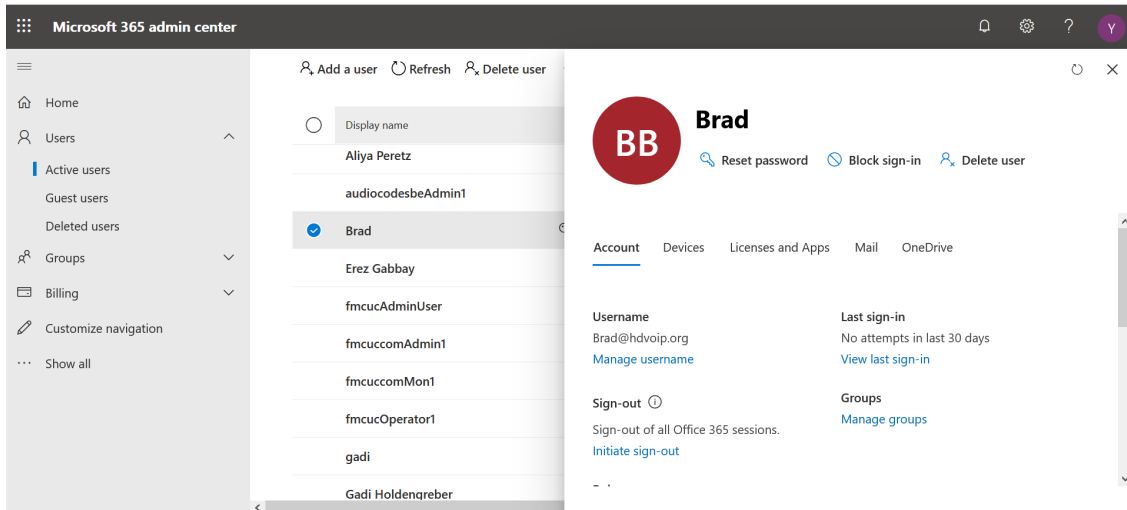 Microsoft 365 admin center
?
Y
Home
Users
Active users
Guest users
Deleted users
Groups
Billing
Customize navigation
Show all
Add a user Refresh Delete user
Display name
Aliya Peretz
audiocodesbeAdmin1
Brad
Erez Gabbay
fmcucAdminUser
fmcuccomAdmin1
fmcuccomMon1
fmcucOperator1
gadi
Gadi Holdengreber
BB
Brad
Reset password Block sign-in Delete user
Account Devices Licenses and Apps Mail OneDrive
Username
Brad@hdvoip.org
Manage username
Last sign-in
No attempts in last 30 days
View last sign-in
Sign-out
Sign-out of all Office 365 sessions.
Initiate sign-out
Groups
Manage groups